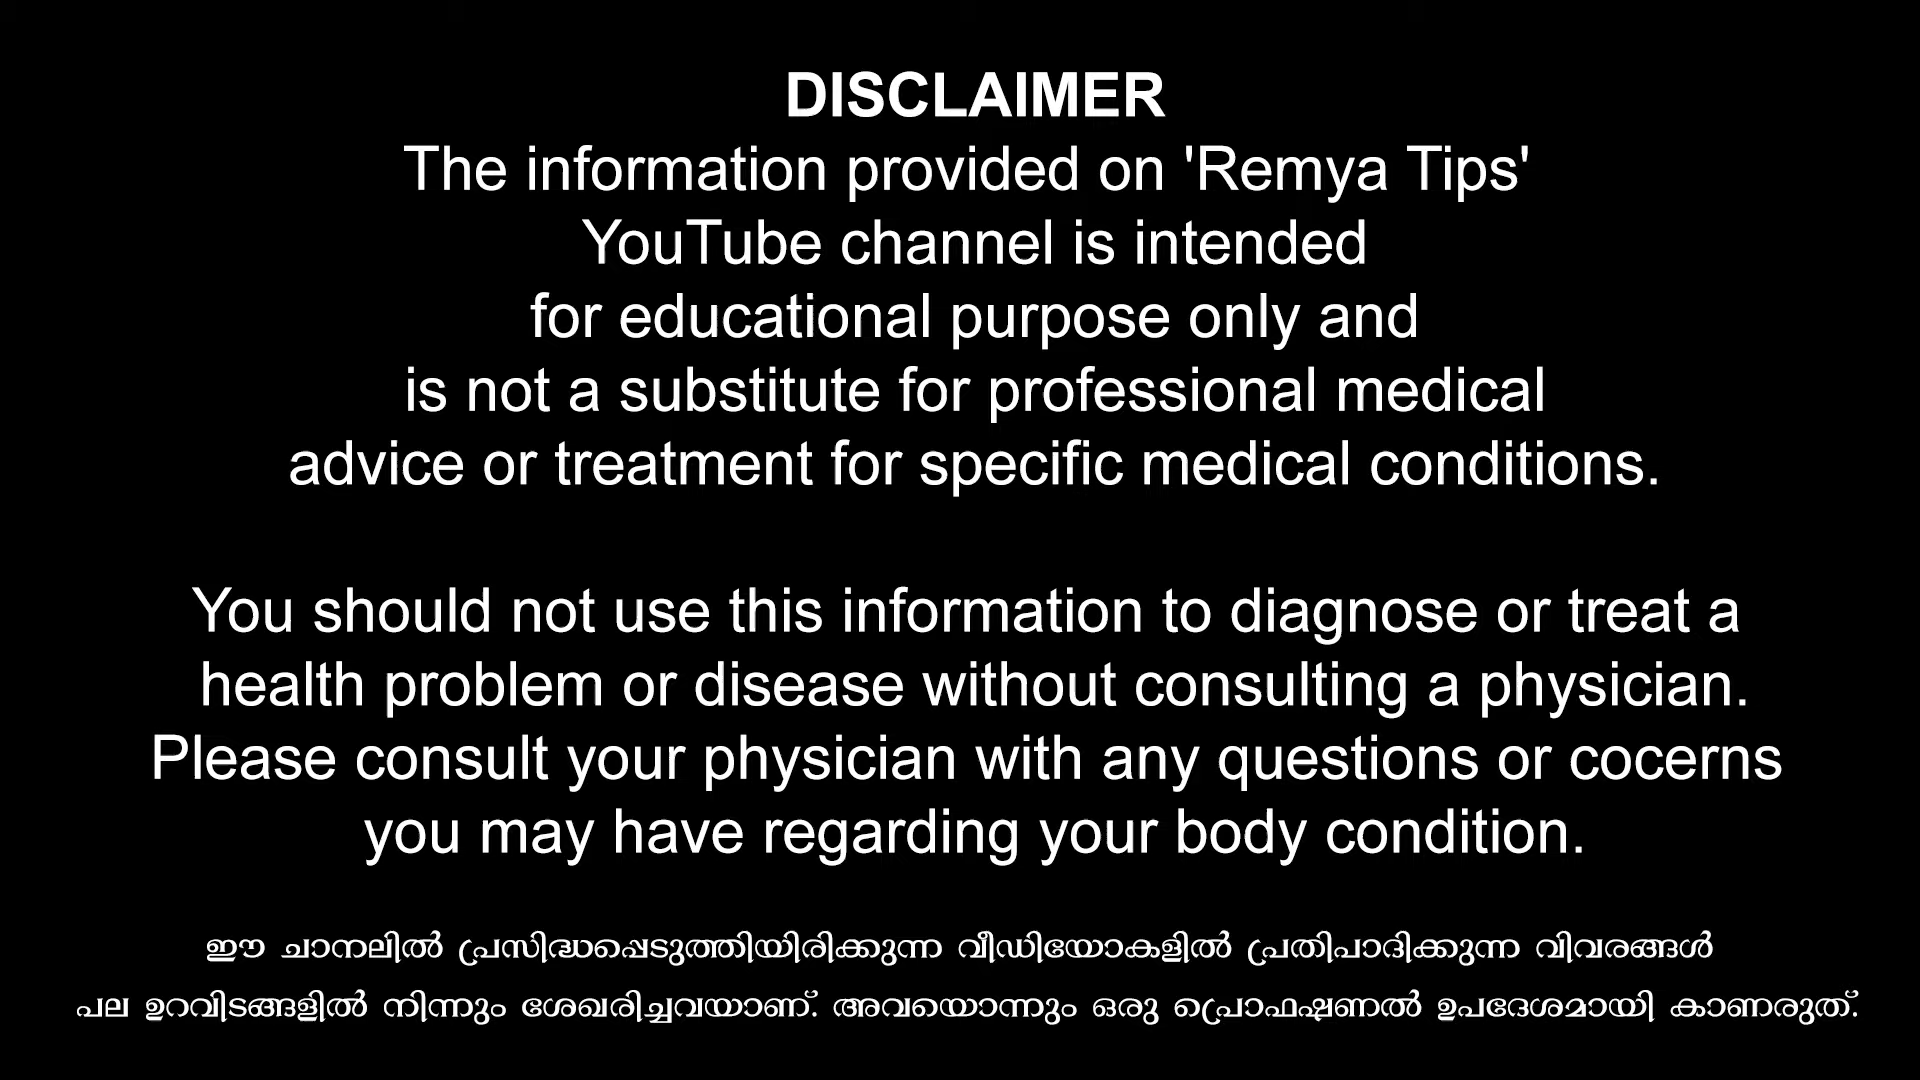 DISCLAIMER
The information provided on 'Remya Tips'
YouTube channel is intended
for educational purpose only and
is not a substitute for professional medical
advice or treatment for specific medical conditions.
You should not use this information to diagnose or treat a
health problem or disease without consulting a physician.
Please consult your physician with any questions or cocerns
you may have regarding your body condition.
ഈ ചാനലിൽ പ്രസിദ്ധപ്പെടുത്തിയിരിക്കുന്ന വീഡിയോകളിൽ പ്രതിപാദിക്കുന്ന വിവരങ്ങൾ
പല ഉറവിടങ്ങളിൽ നിന്നും ശേഖരിച്ചവയാണ്. അവയൊന്നും ഒരു പ്രൊഫഷണൽ ഉപദേശമായി കാണരുത്.